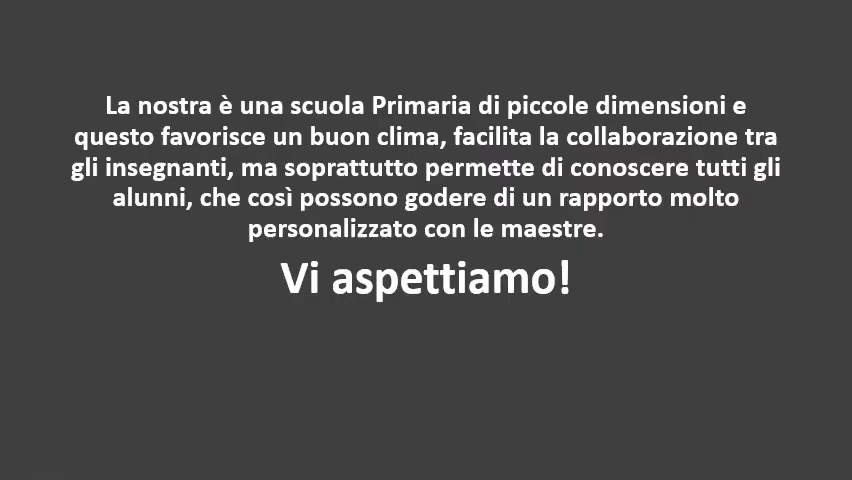 La nostra è una scuola Primaria di piccole dimensioni e
questo favorisce un buon clima, facilita la collaborazione tra
gli insegnanti, ma soprattutto permette di conoscere tutti gli
alunni, che così possono godere di un rapporto molto
personalizzato con le maestre.
Vi aspettiamo!